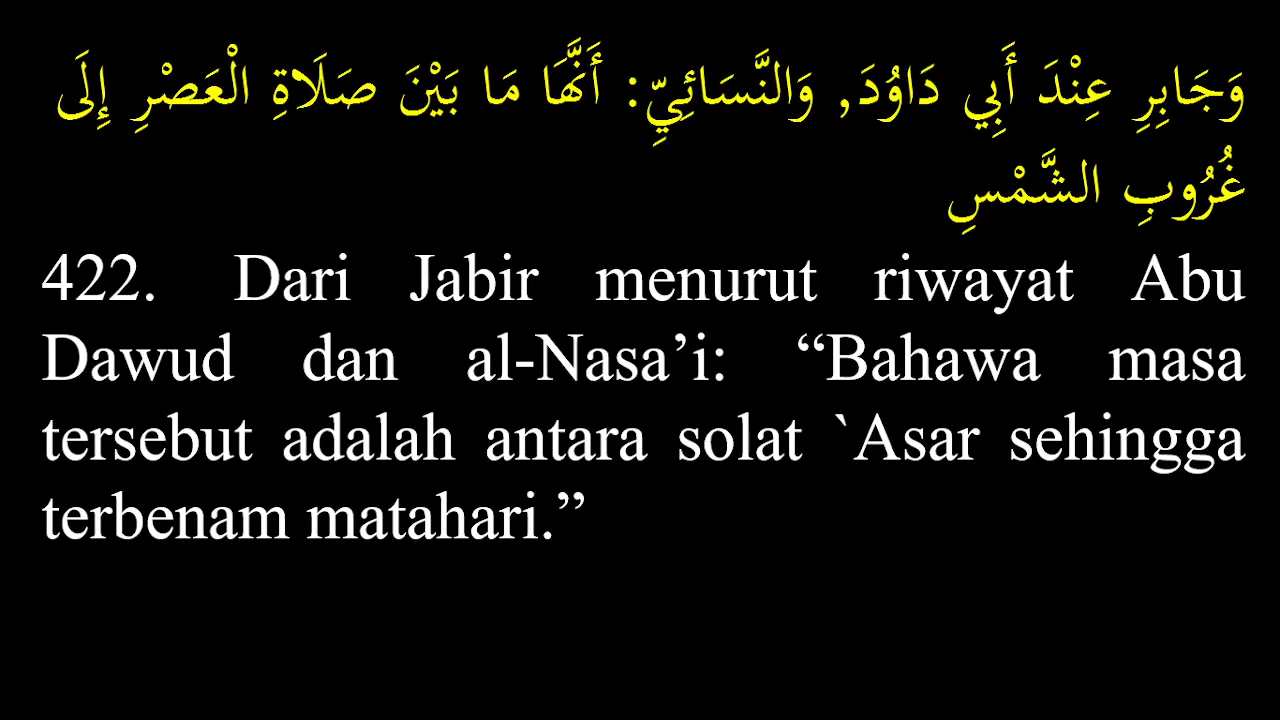 وَجَابِرِ عِنْدَ أَبِي دَاوُدَ, وَالنَّسَائِيِّ: أَنَّهَا مَا بَيْنَ صَلَاةِ الْعَصْرِ إِلَى
غُرُوبِ الشَّمْسِ
422. Dari Jabir menurut riwayat Abu
Dawud dan al-Nasa’i: “Bahawa masa
tersebut adalah antara solat `Asar sehingga
terbenam matahari.”